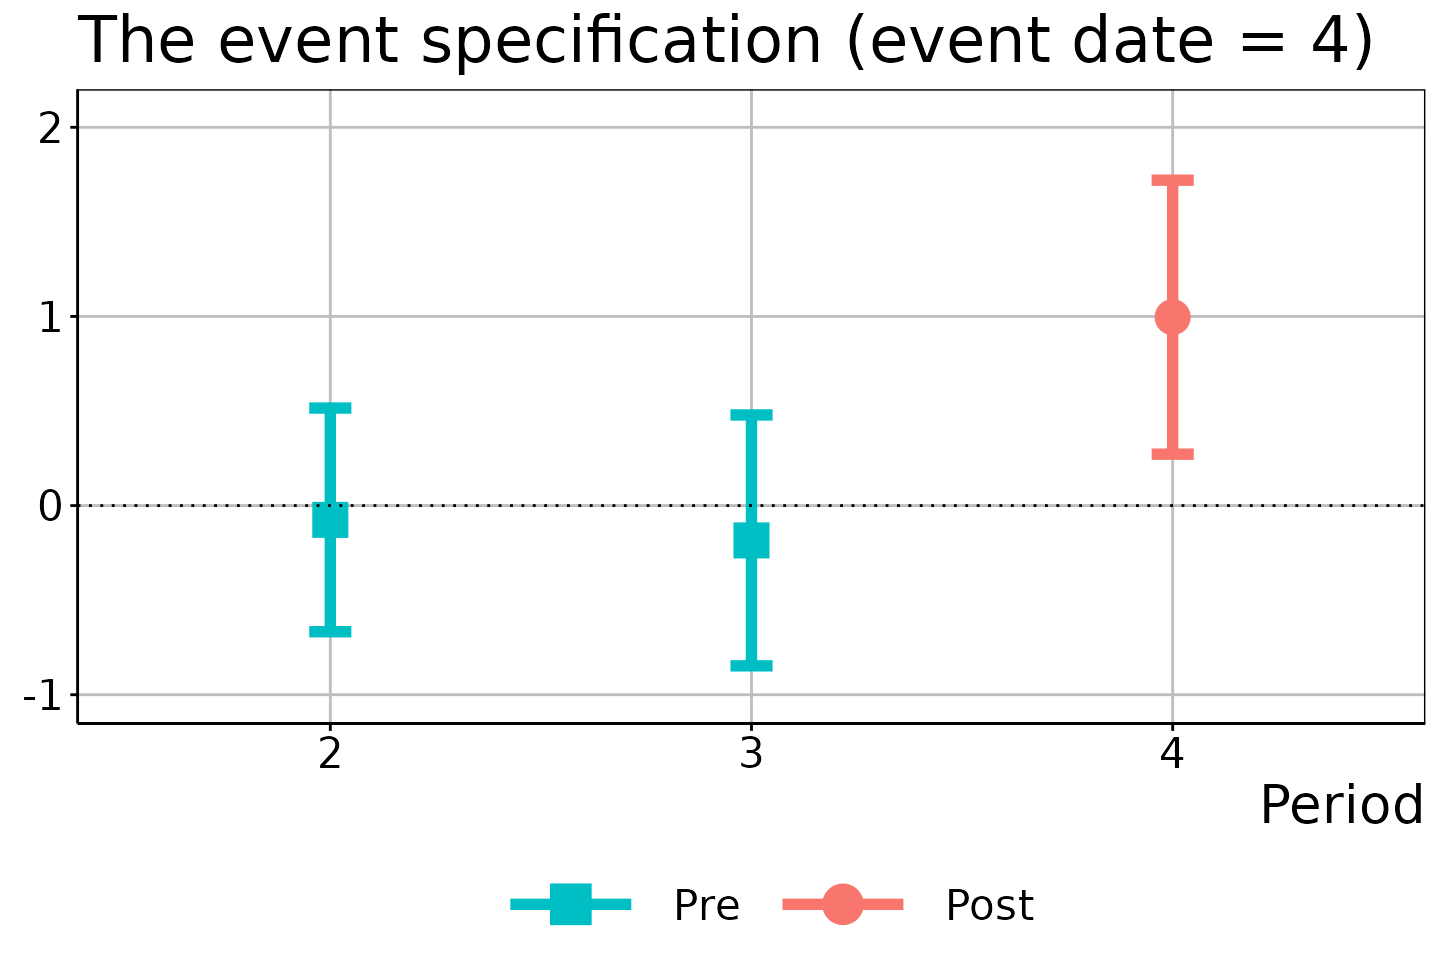 The event specification (event date = 4)
2
1
0
-1
2 3 4
Period
Pre Post